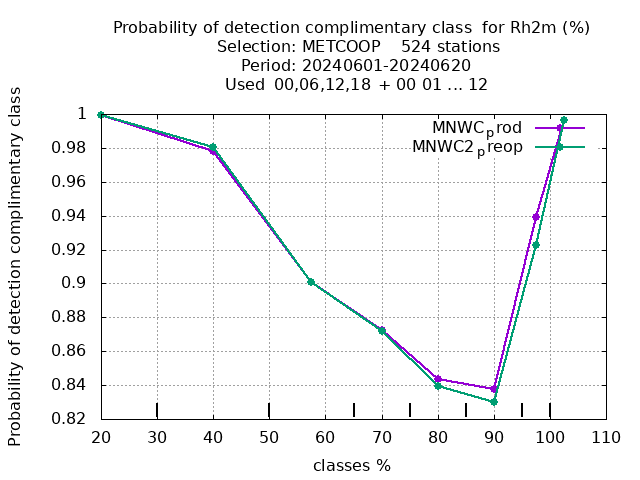 Probability of detection complimentary class  for Rh2m (%)
Selection: METCOOP    524 stations
Period: 20240601-20240620
Used  00,06,12,18 + 00 01 ... 12
Probability of detection complimentary class
1
0.98
0.96
0.94
0.92
0.9
0.88
0.86
0.84
0.82
MNWCprod
MNWC2preop
20 30 40 50 60 70 80 90 100 110
classes %